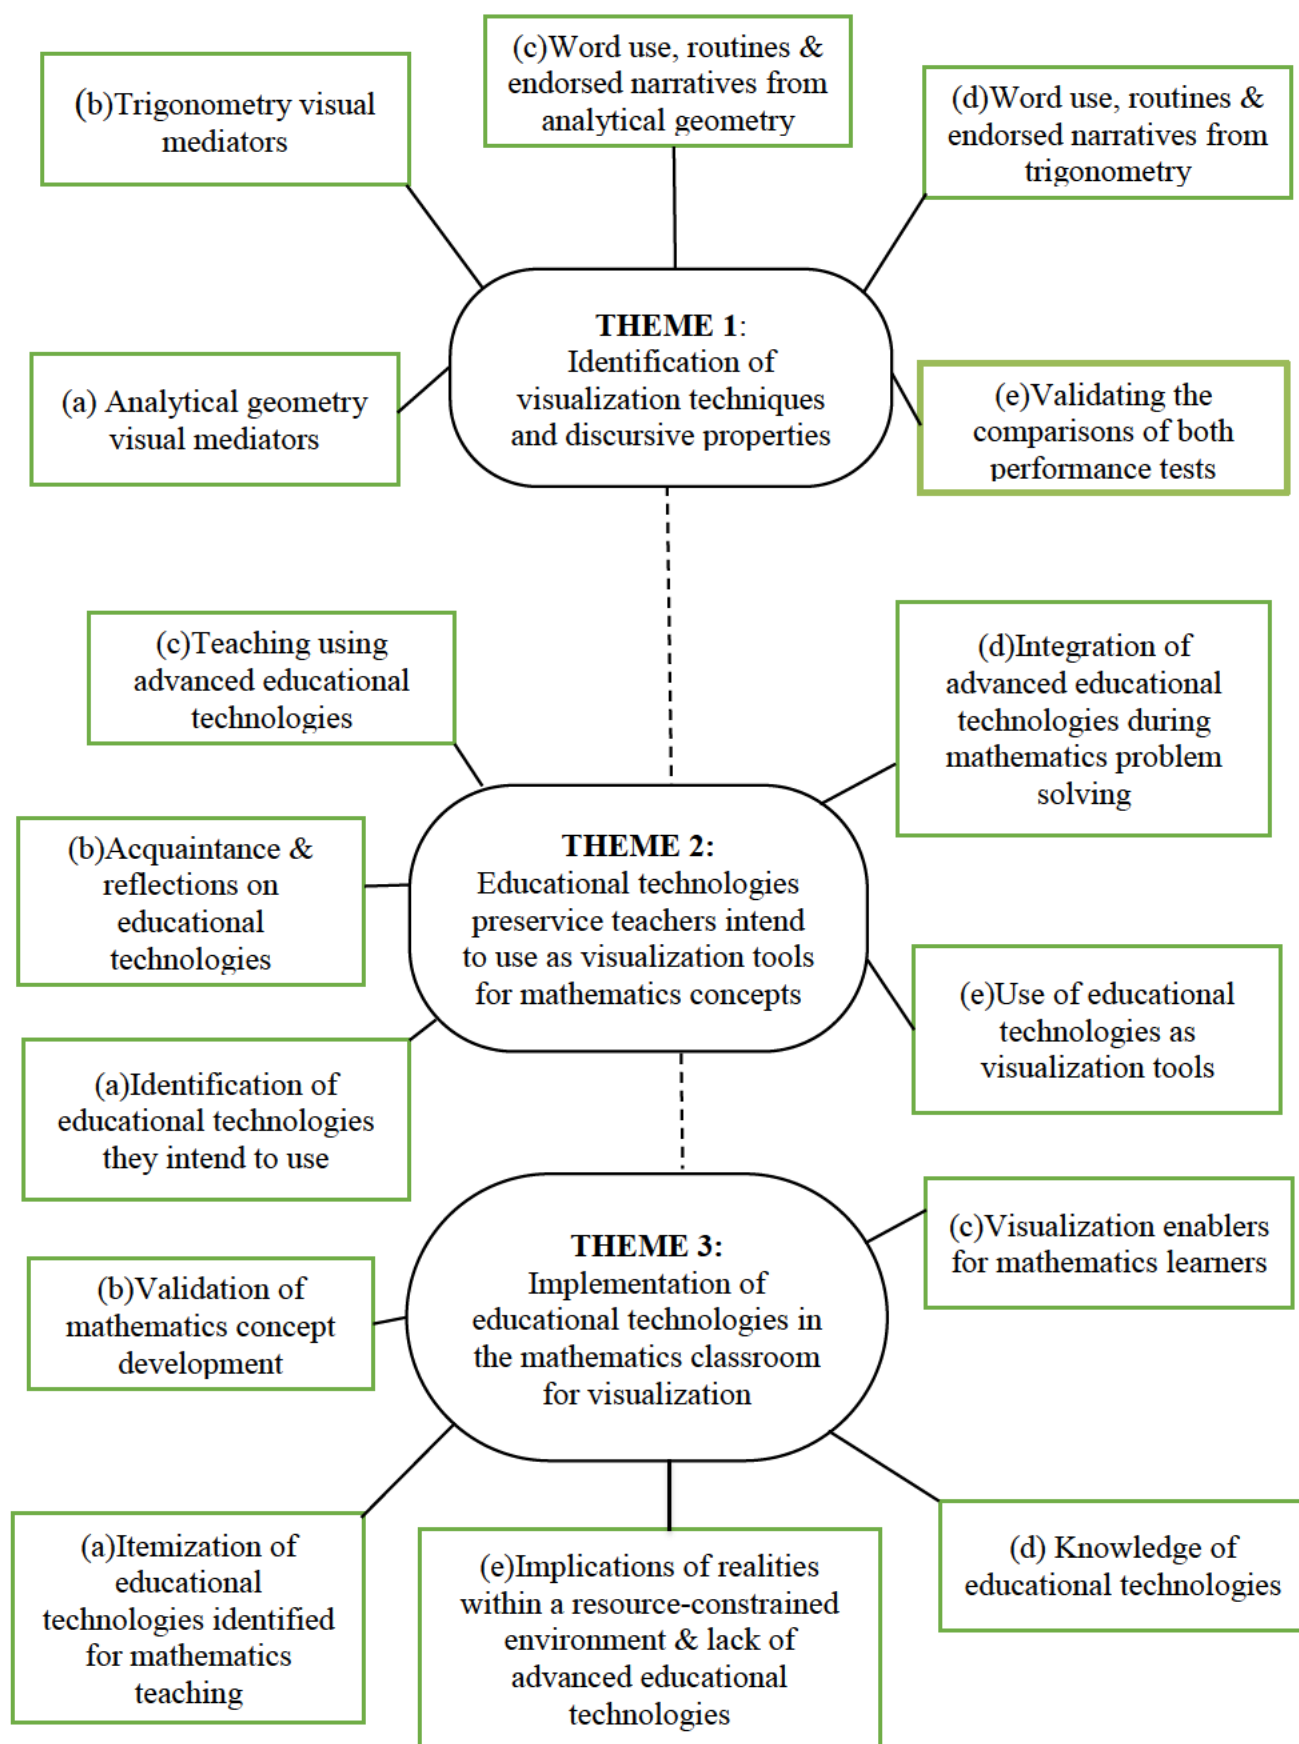 (c)Word use, routines &
endorsed narratives from
analytical geometry
(b)Trigonometry visual
mediators
(d)Word use, routines &
endorsed narratives from
trigonometry
THEME 1:
Identification of
visualization techniques
and discursive properties
(a) Analytical geometry
visual mediators
(e)Validating the
comparisons of both
performance tests
(c)Teaching using
advanced educational
technologies
(d)Integration of
advanced educational
technologies during
mathematics problem
solving
(b)Acquaintance &
reflections on
educational
technologies
THEME 2:
Educational technologies
preservice teachers intend
to use as visualization tools
for mathematics concepts
(e)Use of educational
technologies as
visualization tools
(a)Identification of
educational technologies
they intend to use
(c)Visualization enablers
for mathematics learners
THEME 3:
Implementation of
educational technologies in
the mathematics classroom
for visualization
(b)Validation of
mathematics concept
development
(a)Itemization of
educational
technologies identified
for mathematics
teaching
(e)Implications of realities
within a resource-constrained
environment & lack of
advanced educational
technologies
(d) Knowledge of
educational technologies